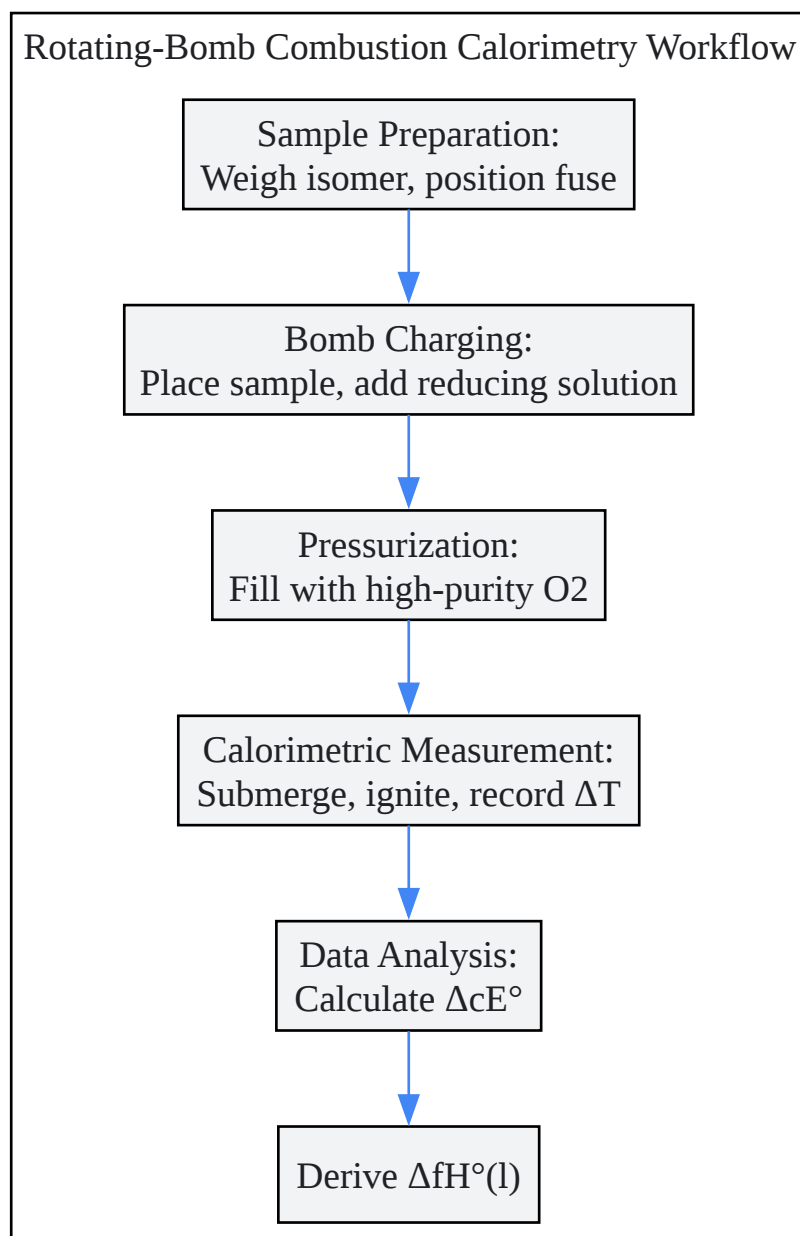 Rotating-Bomb Combustion Calorimetry Workflow
Sample Preparation:
Weigh isomer, position fuse
Bomb Charging:
Place sample, add reducing solution
Pressurization:
Fill with high-purity O2
Calorimetric Measurement:
Submerge, ignite, record ΔT
Data Analysis:
Calculate ΔcE°
Derive ΔfH°(l)